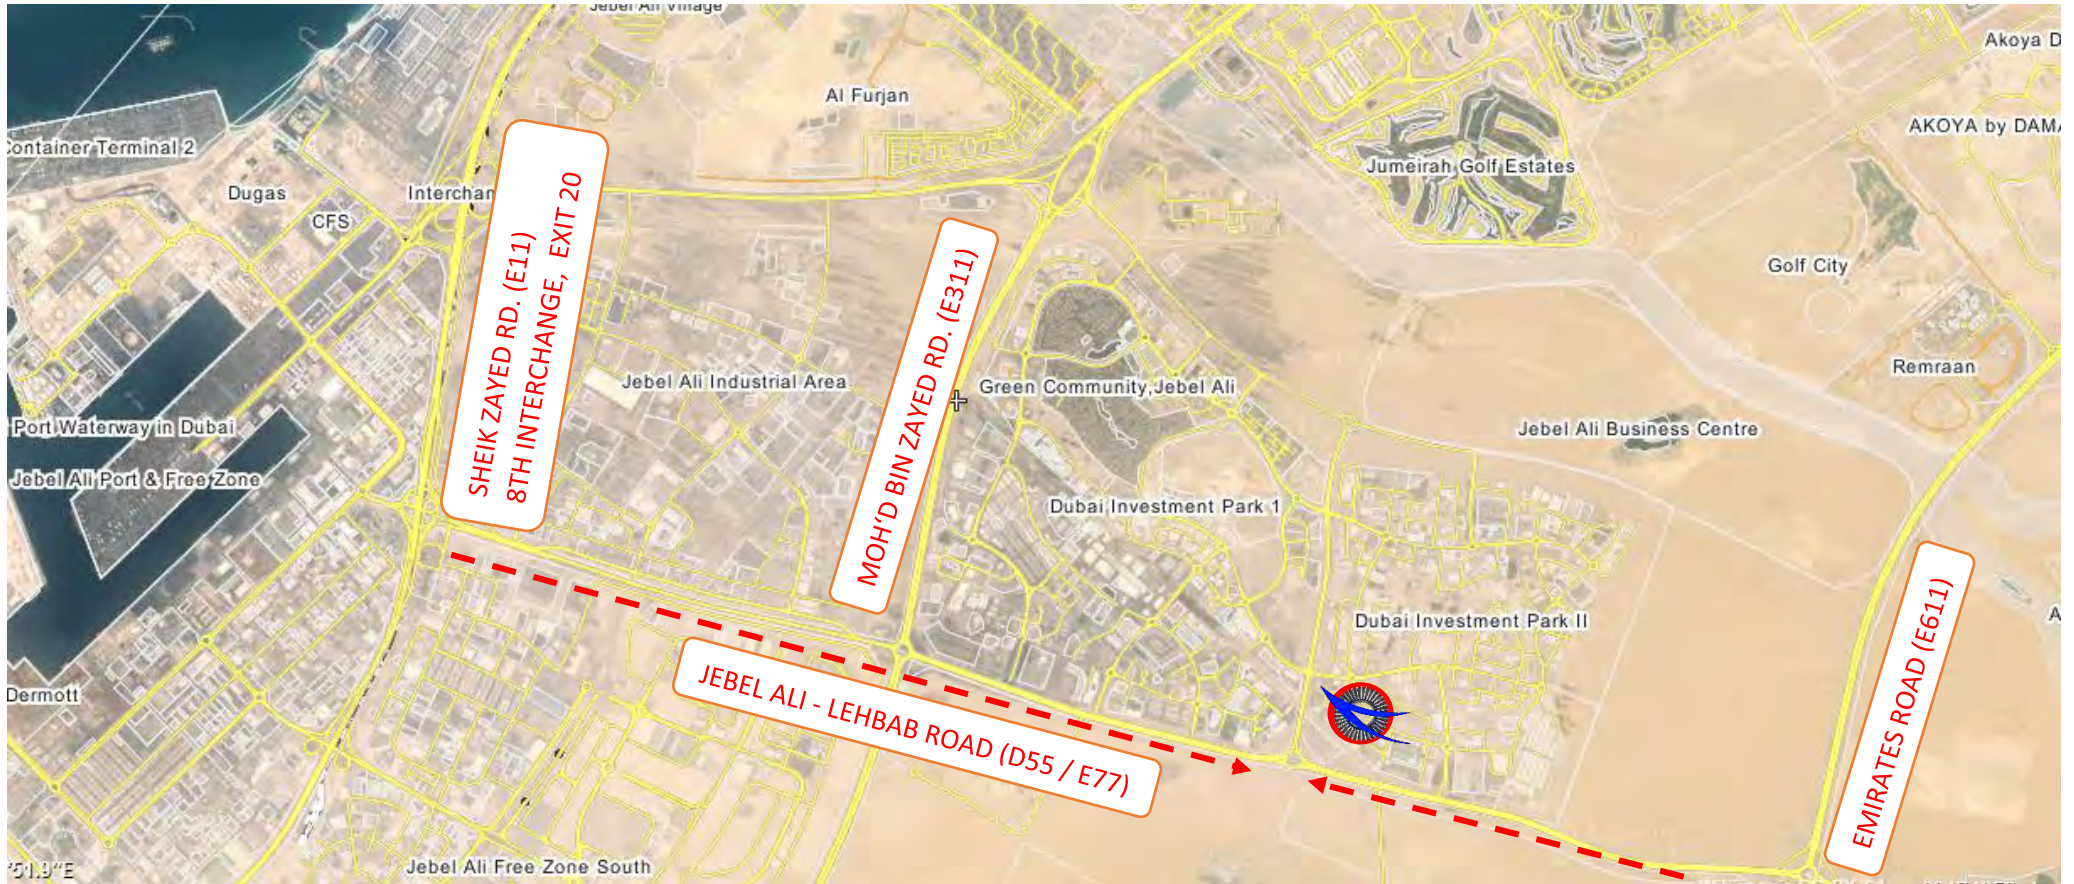 Jebel Ali Village
Akoya D
Al Furjan
AKOYA by DAMA
Container Terminal 2
Jumeirah Golf Estates
Dugas
Interchan
CFS
SHEIK ZAYED RD. (E11)
8TH INTERCHANGE, EXIT 20
MOH'D BIN ZAYED RD. (E311)
Golf City
Remraan
Jebel Ali Industrial Area
Green Community,Jebel Ali
Port Waterway in Dubai
Jebel Ali Business Centre
Jebel Ali Port & Free Zone
Dubai Investment Park 1
Dubai Investment Park II
A
EMIRATES ROAD (E611)
Dermott
JEBEL ALI - LEHBAB ROAD (D55 / E77)
Jebel Ali Free Zone South
'51.9"E